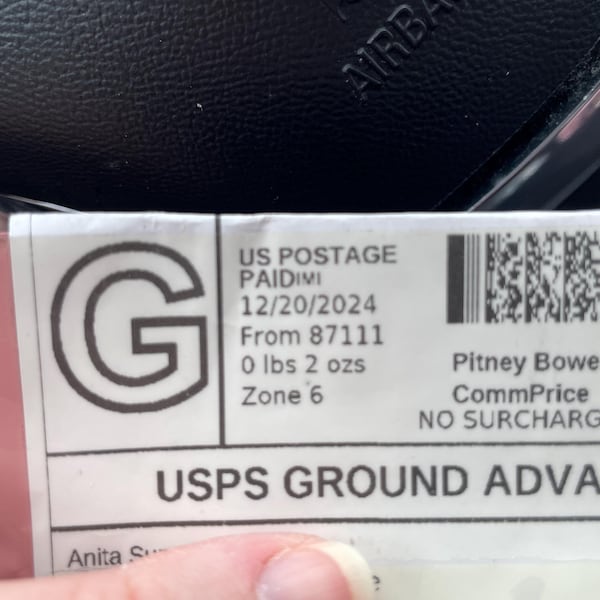 AIRBA
G
US POSTAGE
PAID IMI
12/20/2024
From 87111
0 lbs 2 ozs
Zone 6
Pitney Bowe
CommPrice
NO SURCHARG
USPS GROUND ADVA
Anita